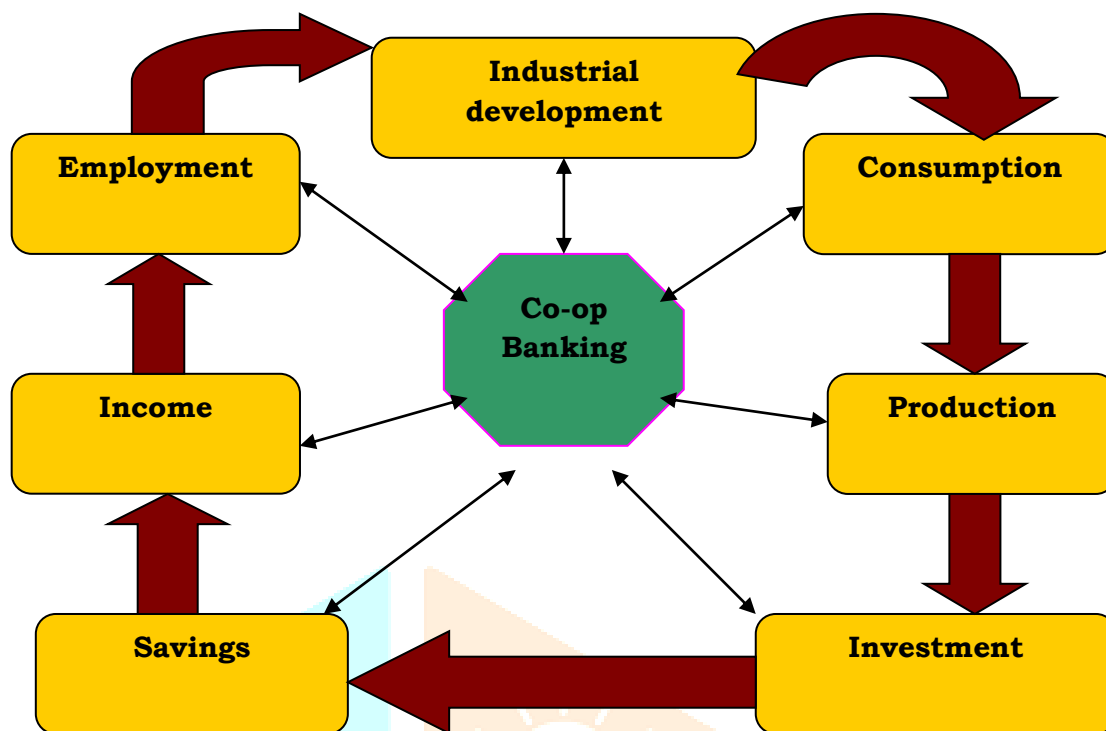 Industrial
development
Employment
Consumption
Co-op
Banking
Income
Production
Savings
Investment